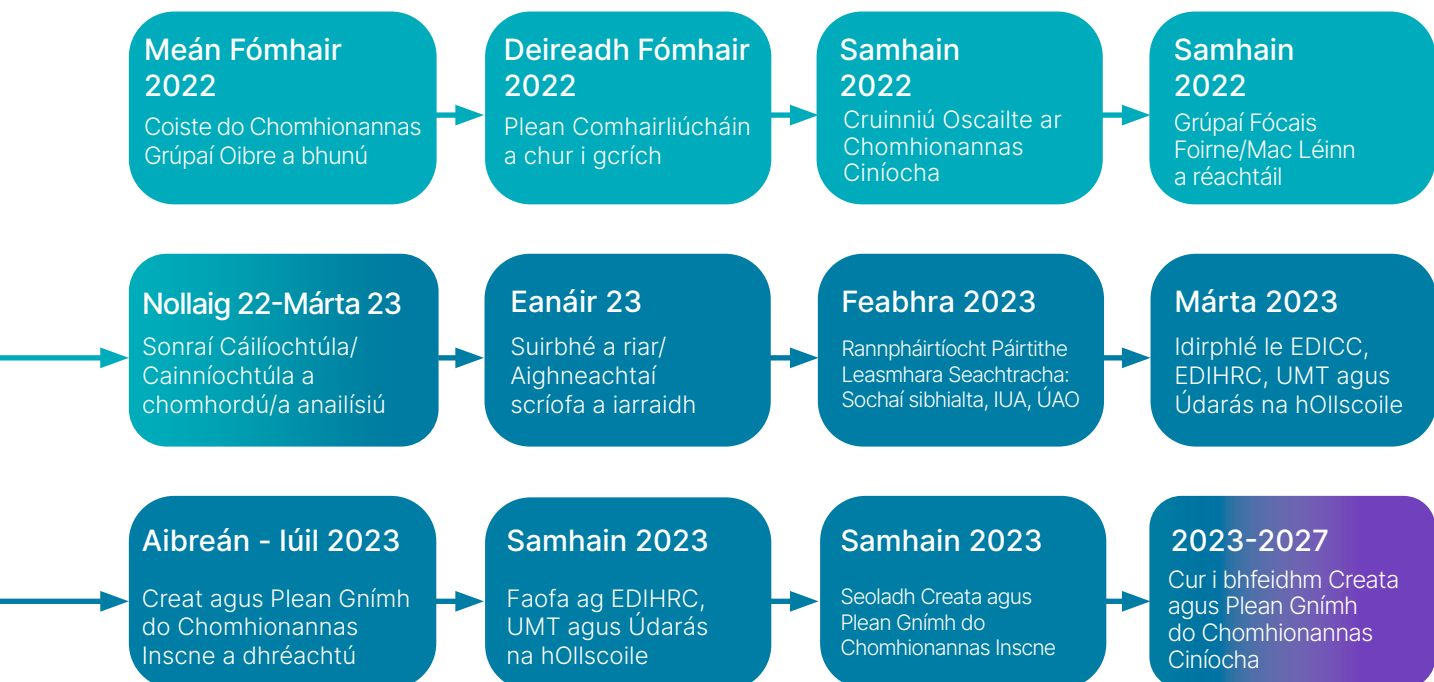 Meán Fómhair
2022
Coiste do Chomhionannas
Grúpaí Oibre a bhunú
Deireadh Fómhair
2022
Plean Comhairliúcháin
a chur i gcrích
Samhain
2022
Cruinniú Oscailte ar
Chomhionannas
Ciníocha
Samhain
2022
Grúpaí Fócais
Foirne/Mac Léinn
a réachtáil
Nollaig 22-Márta 23
Sonraí Cáilíochtúla/
Cainníochtúla a
chomhordú/a anailísiú
Eanáir 23
Suirbhé a riar/
Aighneachtaí
scríofa a iarraidh
Feabhra 2023
Rannpháirtíocht Páirtithe
Leasmhara Seachtracha:
Sochaí sibhialta, IUA, ÚAO
Márta 2023
Idirphlé le EDICC,
EDIHRC, UMT agus
Údarás na hOllscoile
Aibreán - Iúil 2023
Creat agus Plean Gnímh
do Chomhionannas
Inscne a dhréachtú
Samhain 2023
Faofa ag EDIHRC,
UMT agus Údarás
na hOllscoile
Samhain 2023
Seoladh Creata agus
Plean Gnímh do
Chomhionannas Inscne
2023-2027
Cur i bhfeidhm Creata
agus Plean Gnímh
do Chomhionannas
Ciníocha